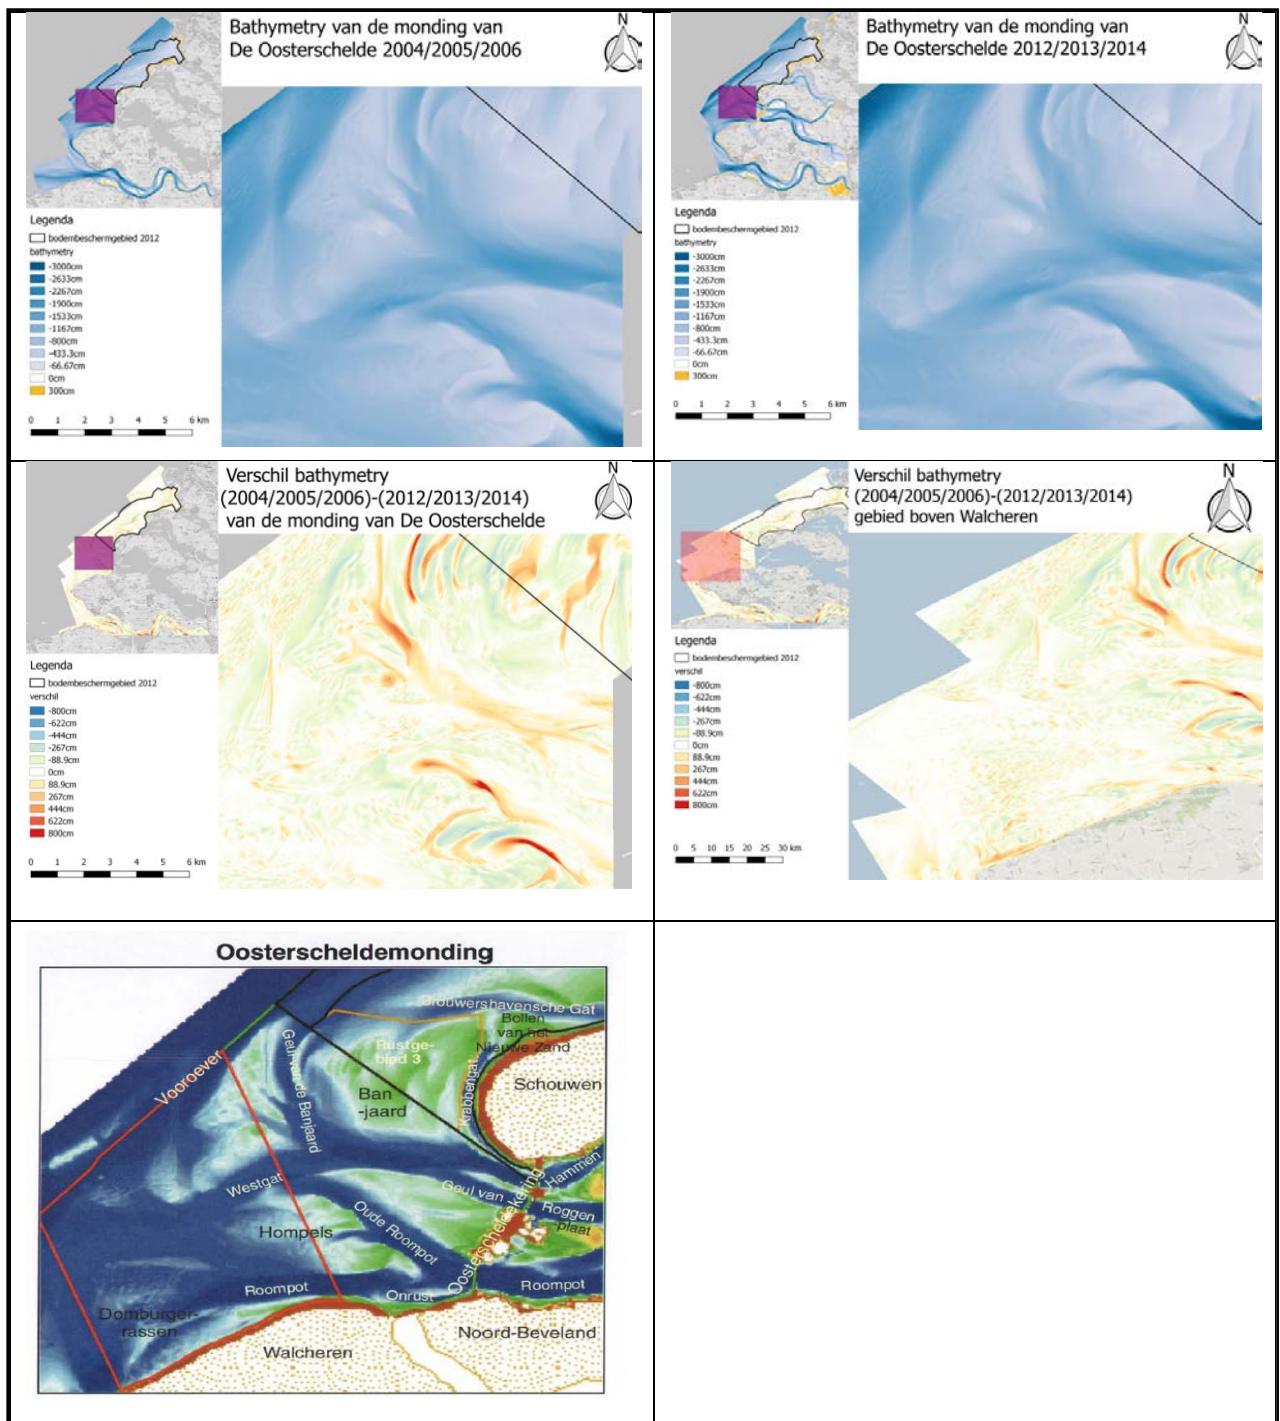 Bathymetry van de monding van
De Oosterschelde 2004/2005/2006
N
Legenda
bodembeschermgebied 2012
bathymetry
-3000cm
-2633cm
-2267cm
-1900cm
-1533cm
-1167cm
-800cm
-433.3cm
-66.67cm
0cm
300cm
0 1 2 3 4 5 6 km
Bathymetry van de monding van
De Oosterschelde 2012/2013/2014
N
Legenda
bodembeschermgebied 2012
bathymetry
-3000cm
-2633cm
-2267cm
-1900cm
-1533cm
-1167cm
-800cm
-433.3cm
-66.67cm
0cm
300cm
0 1 2 3 4 5 6 km
Verschil bathymetry
(2004/2005/2006)-(2012/2013/2014)
van de monding van De Oosterschelde
N
Legenda
bodembeschermgebied 2012
verschil
-800cm
-622cm
-444cm
-267cm
-88.9cm
0cm
88.9cm
267cm
444cm
622cm
800cm
0 1 2 3 4 5 6 km
Verschil bathymetry
(2004/2005/2006)-(2012/2013/2014)
gebied boven Walcheren
N
Legenda
bodembeschermgebied 2012
verschil
-800cm
-622cm
-444cm
-267cm
-88.9cm
0cm
88.9cm
267cm
444cm
622cm
800cm
0 5 10 15 20 25 30 km
Oosterscheldemonding
Brouwershavensche Gat
Bollen
van het
Nieuwe Zand
Rustge-
bied 3
Geul van de Banjaard
Vooroever
Krabbengat
Schouwen
Ban
-jaard
Hammen
Westgat
Geul van
Roggen
-plaat
Oude Roompot
Oosterscheldekering
Hompels
Roompot
Onrust
Roompot
Domburger-
rassen
Noord-Beveland
Walcheren